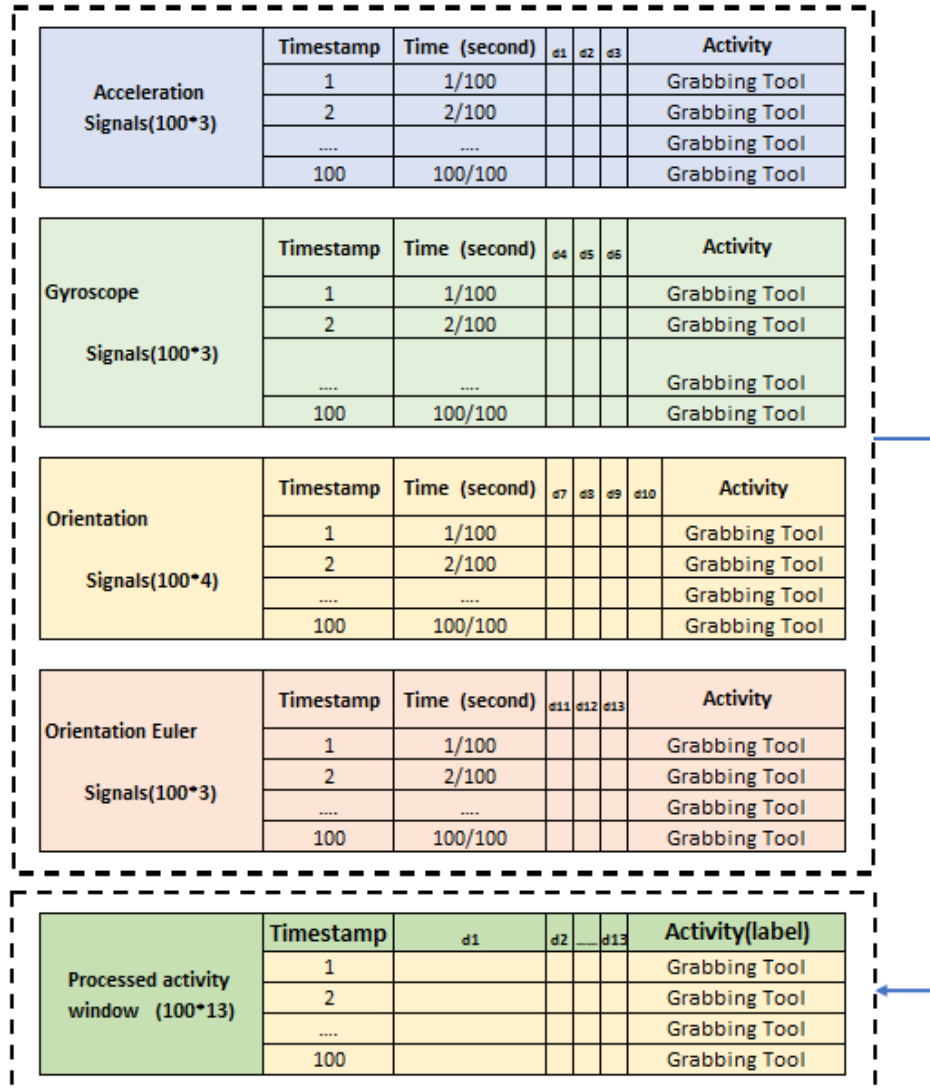 Timestamp Time (second) d1 d2 d3 Activity
1 1/100 Grabbing Tool
Acceleration
Signals(100*3)
2 2/100 Grabbing Tool
.... .... Grabbing Tool
100 100/100 Grabbing Tool
Timestamp Time (second) d4 d5 d6 Activity
Gyroscope
Signals(100*3)
1 1/100 Grabbing Tool
2 2/100 Grabbing Tool
.... .... Grabbing Tool
100 100/100 Grabbing Tool
Timestamp Time (second) d7 d8 d9 d10 Activity
Orientation
Signals(100*4)
1 1/100 Grabbing Tool
2 2/100 Grabbing Tool
.... .... Grabbing Tool
100 100/100 Grabbing Tool
Timestamp Time (second) d11 d12 d13 Activity
Orientation Euler
Signals(100*3)
1 1/100 Grabbing Tool
2 2/100 Grabbing Tool
.... .... Grabbing Tool
100 100/100 Grabbing Tool
Timestamp d1 d2 .... d13 Activity(label)
Processed activity
window (100*13)
1 Grabbing Tool
2 Grabbing Tool
.... Grabbing Tool
100 Grabbing Tool